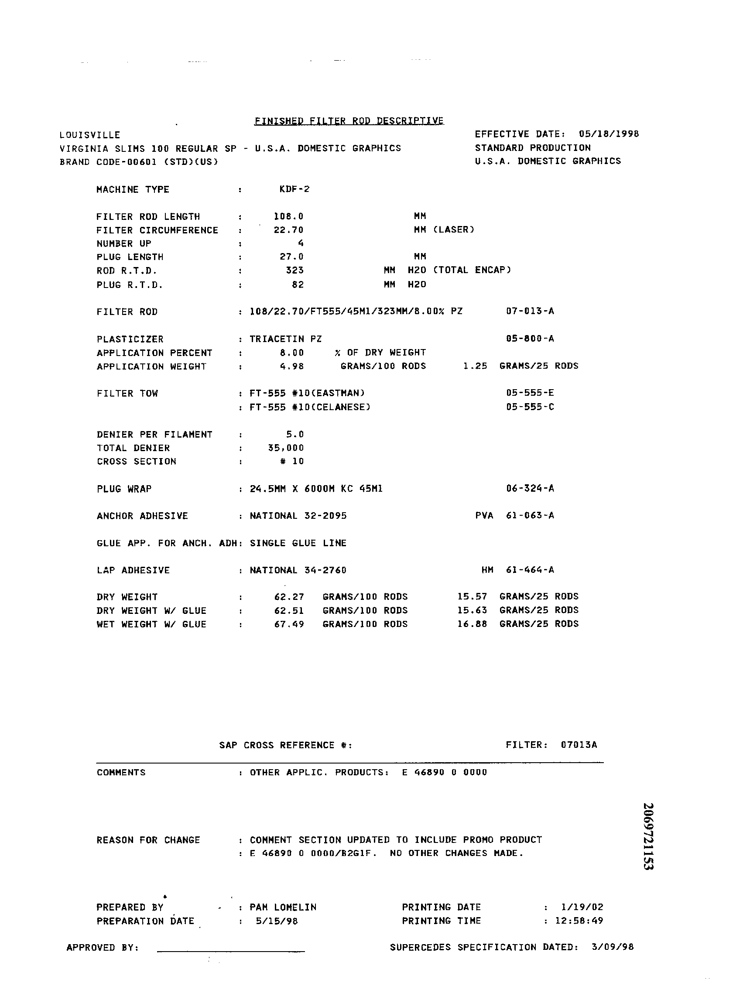 FINISHED FILTER ROD DESCRIPTIVE
LOUISVILLE EFFECTIVE DATE: 05/18/1998
VIRGINIA SLIMS 100 REGULAR SP - U.S.A. DOMESTIC GRAPHICS STANDARD PRODUCTION
BRAND CODE-00601 (STD)(US) U.S.A. DOMESTIC GRAPHICS
MACHINE TYPE : KDF-2
FILTER ROD LENGTH : 108.0 MM
FILTER CIRCUMFERENCE : 22.70 MM (LASER)
NUMBER UP : 4
PLUG LENGTH : 27.0 MM
ROD R.T.D. : 323 MM H2O (TOTAL ENCAP)
PLUG R.T.D. : 82 MM H2O
FILTER ROD : 108/22.70/FT555/45M1/323MM/8.00% PZ 07-013-A
PLASTICIZER : TRIACETIN PZ 05-800-A
APPLICATION PERCENT : 8.00 % OF DRY WEIGHT
APPLICATION WEIGHT : 4.98 GRAMS/100 RODS 1.25 GRAMS/25 RODS
FILTER TOW : FT-555 #10(EASTMAN) 05-555-E
: FT-555 #10(CELANESE) 05-555-C
DENIER PER FILAMENT : 5.0
TOTAL DENIER : 35,000
CROSS SECTION : # 10
PLUG WRAP : 24.5MM X 6000M KC 45M1 06-324-A
ANCHOR ADHESIVE : NATIONAL 32-2095 PVA 61-063-A
GLUE APP. FOR ANCH. ADH: SINGLE GLUE LINE
LAP ADHESIVE : NATIONAL 34-2760 HM 61-464-A
DRY WEIGHT : 62.27 GRAMS/100 RODS 15.57 GRAMS/25 RODS
DRY WEIGHT W/ GLUE : 62.51 GRAMS/100 RODS 15.63 GRAMS/25 RODS
WET WEIGHT W/ GLUE : 67.49 GRAMS/100 RODS 16.88 GRAMS/25 RODS
SAP CROSS REFERENCE #: FILTER: 07013A
COMMENTS : OTHER APPLIC. PRODUCTS: E 46890 0 0000
REASON FOR CHANGE : COMMENT SECTION UPDATED TO INCLUDE PROMO PRODUCT
: E 46890 0 0000/B2G1F. NO OTHER CHANGES MADE.
2069721153
PREPARED BY : PAM LOMELIN PRINTING DATE : 1/19/02
PREPARATION DATE : 5/15/98 PRINTING TIME : 12:58:49
APPROVED BY: SUPERCEDES SPECIFICATION DATED: 3/09/98